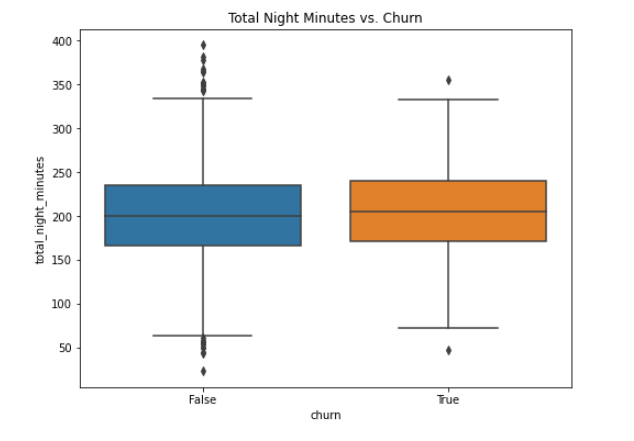 Total Night Minutes vs. Churn
400
350
300
250
200
150
100
50
total_night_minutes
False
True
churn